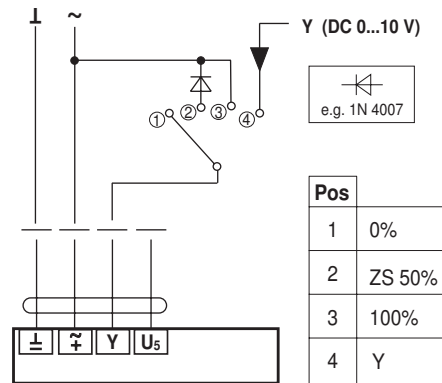 ⊥ ~
Y (DC 0...10 V)
① ② ③ ④
e.g. 1N 4007
Pos
1 0%
2 ZS 50%
3 100%
4 Y
Y U5